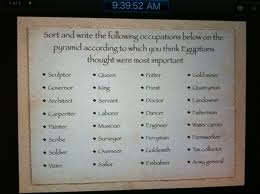 9:39:52 AM
Sort and write the following occupations below on the
pyramid according to which you think Egyptians
thought were most important
• Sculptor • Queen • Potter • Gold miner
• Governor • King • Priest • Quarryman
• Architect • Servant • Doctor • Landowner
• Carpenter • Laborer • Dancer • Fisherman
• Painter • Musician • Engineer • Water carrier
• Scribe • Surveyor • Ferryman • Farmworker
• Soldier • Overseer • Goldsmith • Tax collector
• Vizier • Sailor • Embalmer • Army general